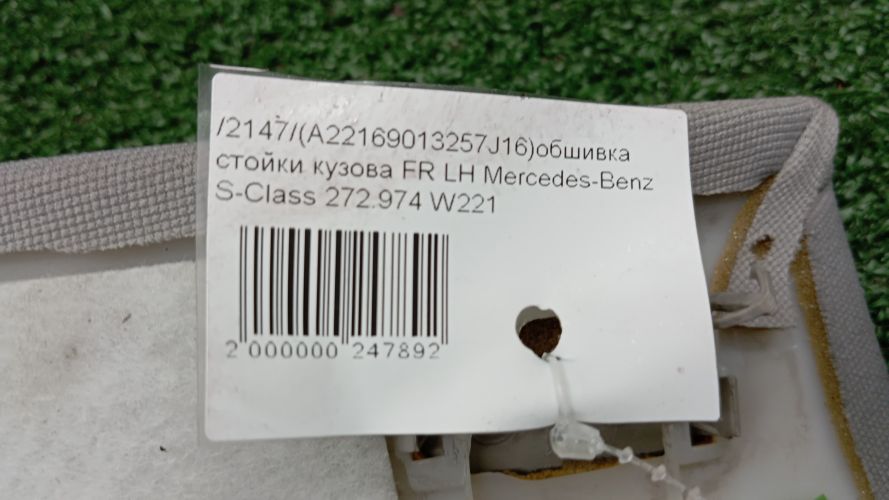 /2147/(A22169013257J16)обшивка
стойки кузова FR LH Mercedes-Benz
S-Class 272.974 W221
2 000000 247892